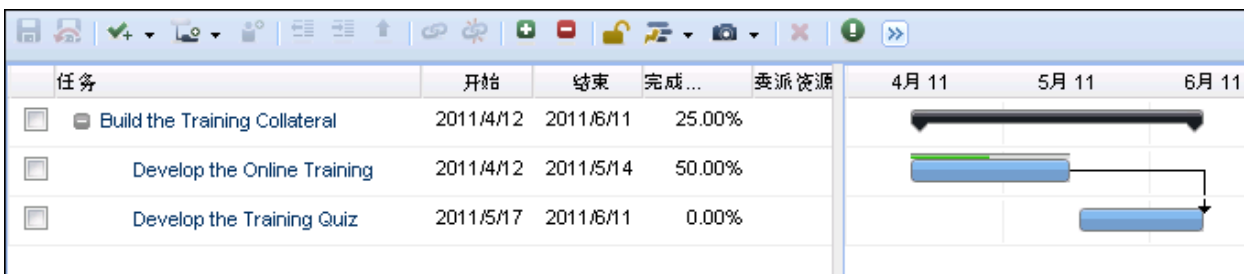 任务 开始 结束 完成... 委派资源 4月 11 5月 11 6月 11
Build the Training Collateral 2011/4/12 2011/6/11 25.00%
Develop the Online Training 2011/4/12 2011/5/14 50.00%
Develop the Training Quiz 2011/5/17 2011/6/11 0.00%